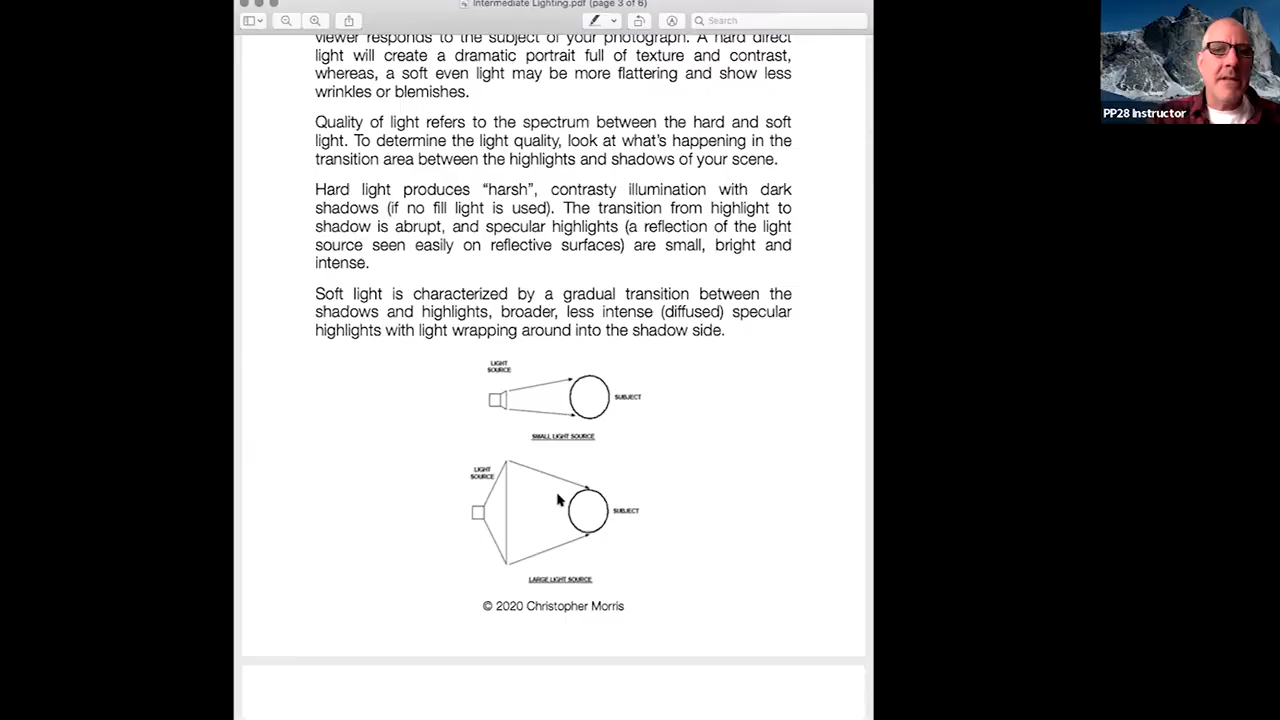 Intermediate Lighting.pdf (page 3 of 6)
Search
viewer responds to the subject of your photograph. A hard direct
light will create a dramatic portrait full of texture and contrast,
whereas, a soft even light may be more flattering and show less
wrinkles or blemishes.
Quality of light refers to the spectrum between the hard and soft
light. To determine the light quality, look at what's happening in the
transition area between the highlights and shadows of your scene.
Hard light produces “harsh”, contrasty illumination with dark
shadows (if no fill light is used). The transition from highlight to
shadow is abrupt, and specular highlights (a reflection of the light
source seen easily on reflective surfaces) are small, bright and
intense.
Soft light is characterized by a gradual transition between the
shadows and highlights, broader, less intense (diffused) specular
highlights with light wrapping around into the shadow side.
LIGHT
SOURCE
SUBJECT
SMALL LIGHT SOURCE
LIGHT
SOURCE
SUBJECT
LARGE LIGHT SOURCE
© 2020 Christopher Morris
PP28 Instructor